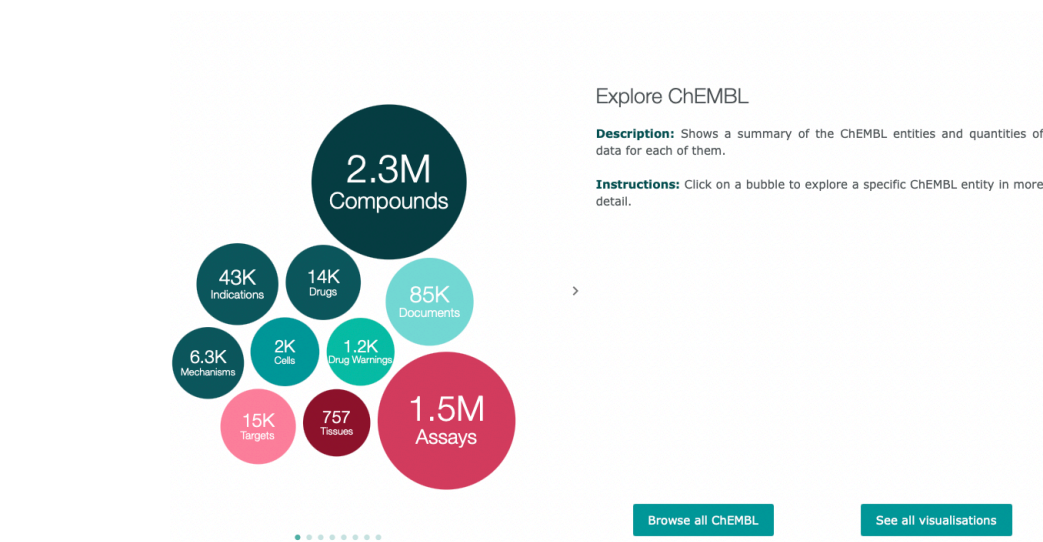 Explore ChEMBL
Description: Shows a summary of the ChEMBL entities and quantities of
data for each of them.
Instructions: Click on a bubble to explore a specific ChEMBL entity in more
detail.
2.3M
Compounds
43K
Indications
14K
Drugs
85K
Documents
6.3K
Mechanisms
2K
Cells
1.2K
Drug Warnings
15K
Targets
757
Tissues
1.5M
Assays
Browse all ChEMBL
See all visualisations